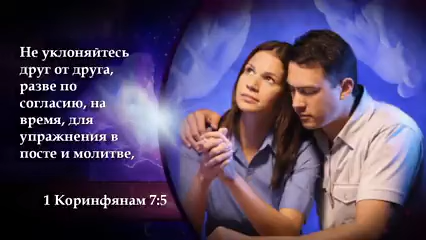 Не уклоняйтесь
друг от друга,
разве по
согласию, на
время, для
упражнения в
посте и молитве,
1 Коринфянам 7:5